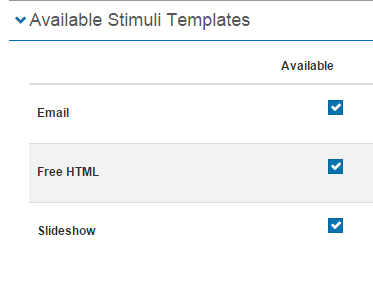 Available Stimuli Templates
Available
Email
Free HTML
Slideshow